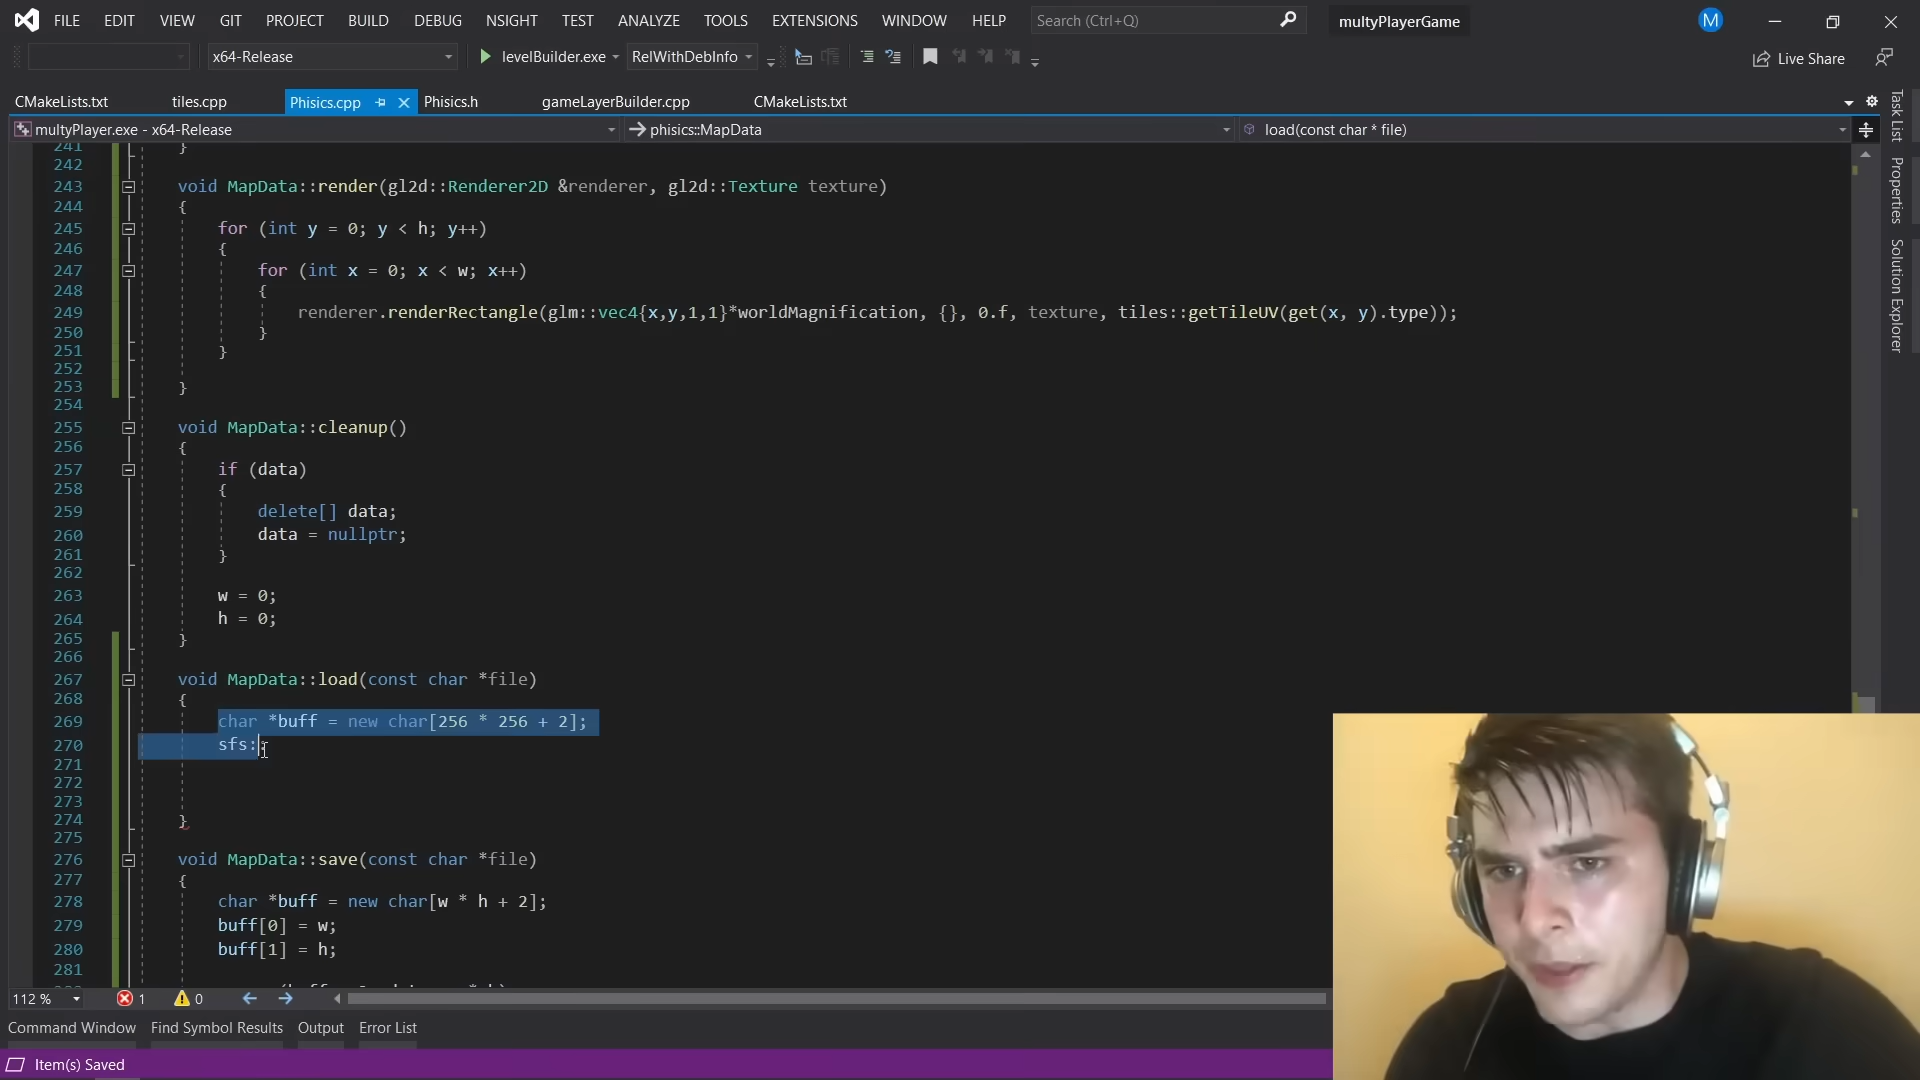 FILE EDIT VIEW GIT PROJECT BUILD DEBUG NSIGHT TEST ANALYZE TOOLS EXTENSIONS WINDOW HELP Search (Ctrl+Q) multyPlayerGame M
x64-Release levelBuilder.exe RelWithDebInfo Live Share
CMakeLists.txt tiles.cpp Phisics.cpp Phisics.h gameLayerBuilder.cpp CMakeLists.txt
multyPlayer.exe - x64-Release phisics::MapData load(const char * file)
Task List
Properties
Solution Explorer
241 }
242
243 void MapData::render(gl2d::Renderer2D &renderer, gl2d::Texture texture)
244 {
245 for (int y = 0; y < h; y++)
246 {
247 for (int x = 0; x < w; x++)
248 {
249 renderer.renderRectangle(glm::vec4{x,y,1,1}*worldMagnification, {}, 0.f, texture, tiles::getTileUV(get(x, y).type));
250 }
251 }
252
253 }
254
255 void MapData::cleanup()
256 {
257 if (data)
258 {
259 delete[] data;
260 data = nullptr;
261 }
262
263 w = 0;
264 h = 0;
265 }
266
267 void MapData::load(const char *file)
268 {
269 char *buff = new char[256 * 256 + 2];
270 sfs::
271
272
273
274 }
275
276 void MapData::save(const char *file)
277 {
278 char *buff = new char[w * h + 2];
279 buff[0] = w;
280 buff[1] = h;
281
112 % 1 0
Command Window Find Symbol Results Output Error List
Item(s) Saved